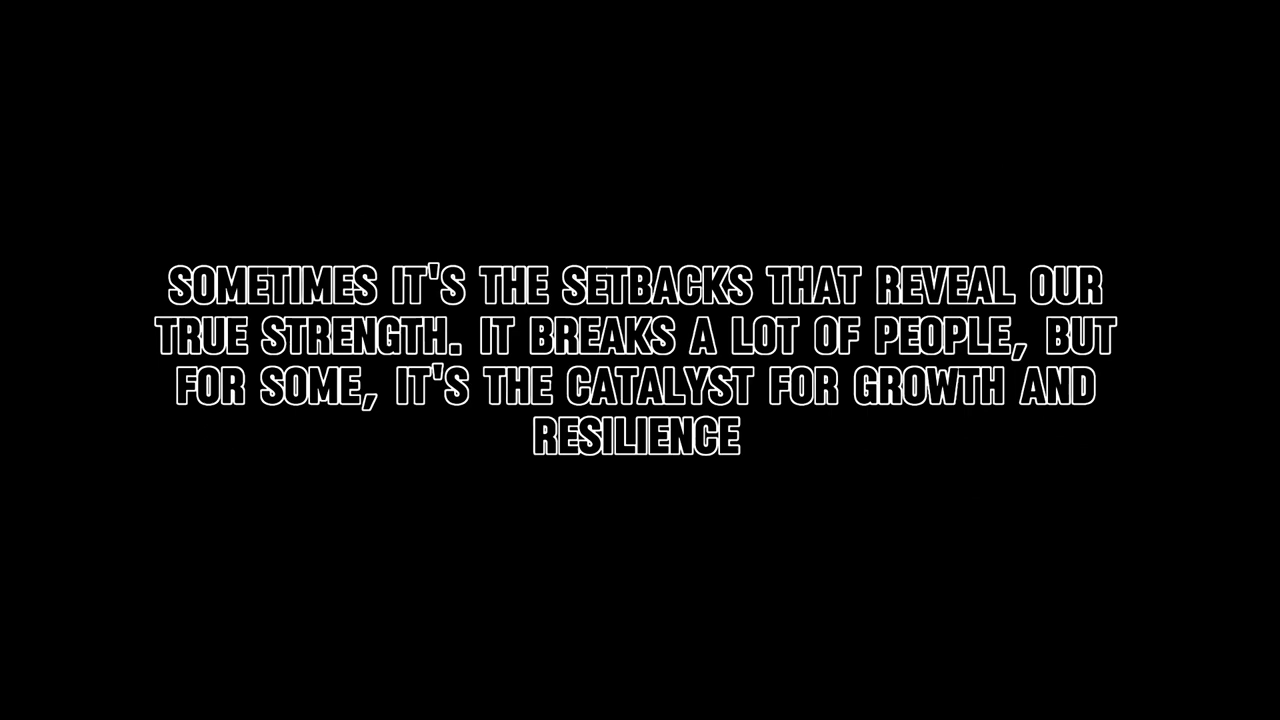 SOMETIMES IT'S THE SETBACKS THAT REVEAL OUR
TRUE STRENGTH. IT BREAKS A LOT OF PEOPLE, BUT
FOR SOME, IT'S THE CATALYST FOR GROWTH AND
RESILIENCE